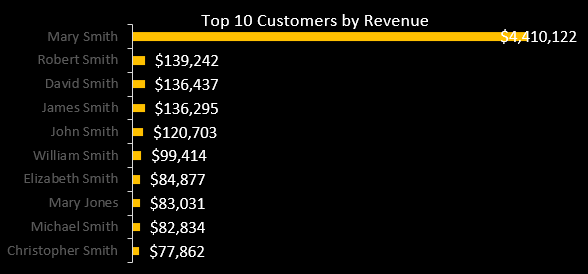 Top 10 Customers by Revenue
Mary Smith $4,410,122
Robert Smith $139,242
David Smith $136,437
James Smith $136,295
John Smith $120,703
William Smith $99,414
Elizabeth Smith $84,877
Mary Jones $83,031
Michael Smith $82,834
Christopher Smith $77,862